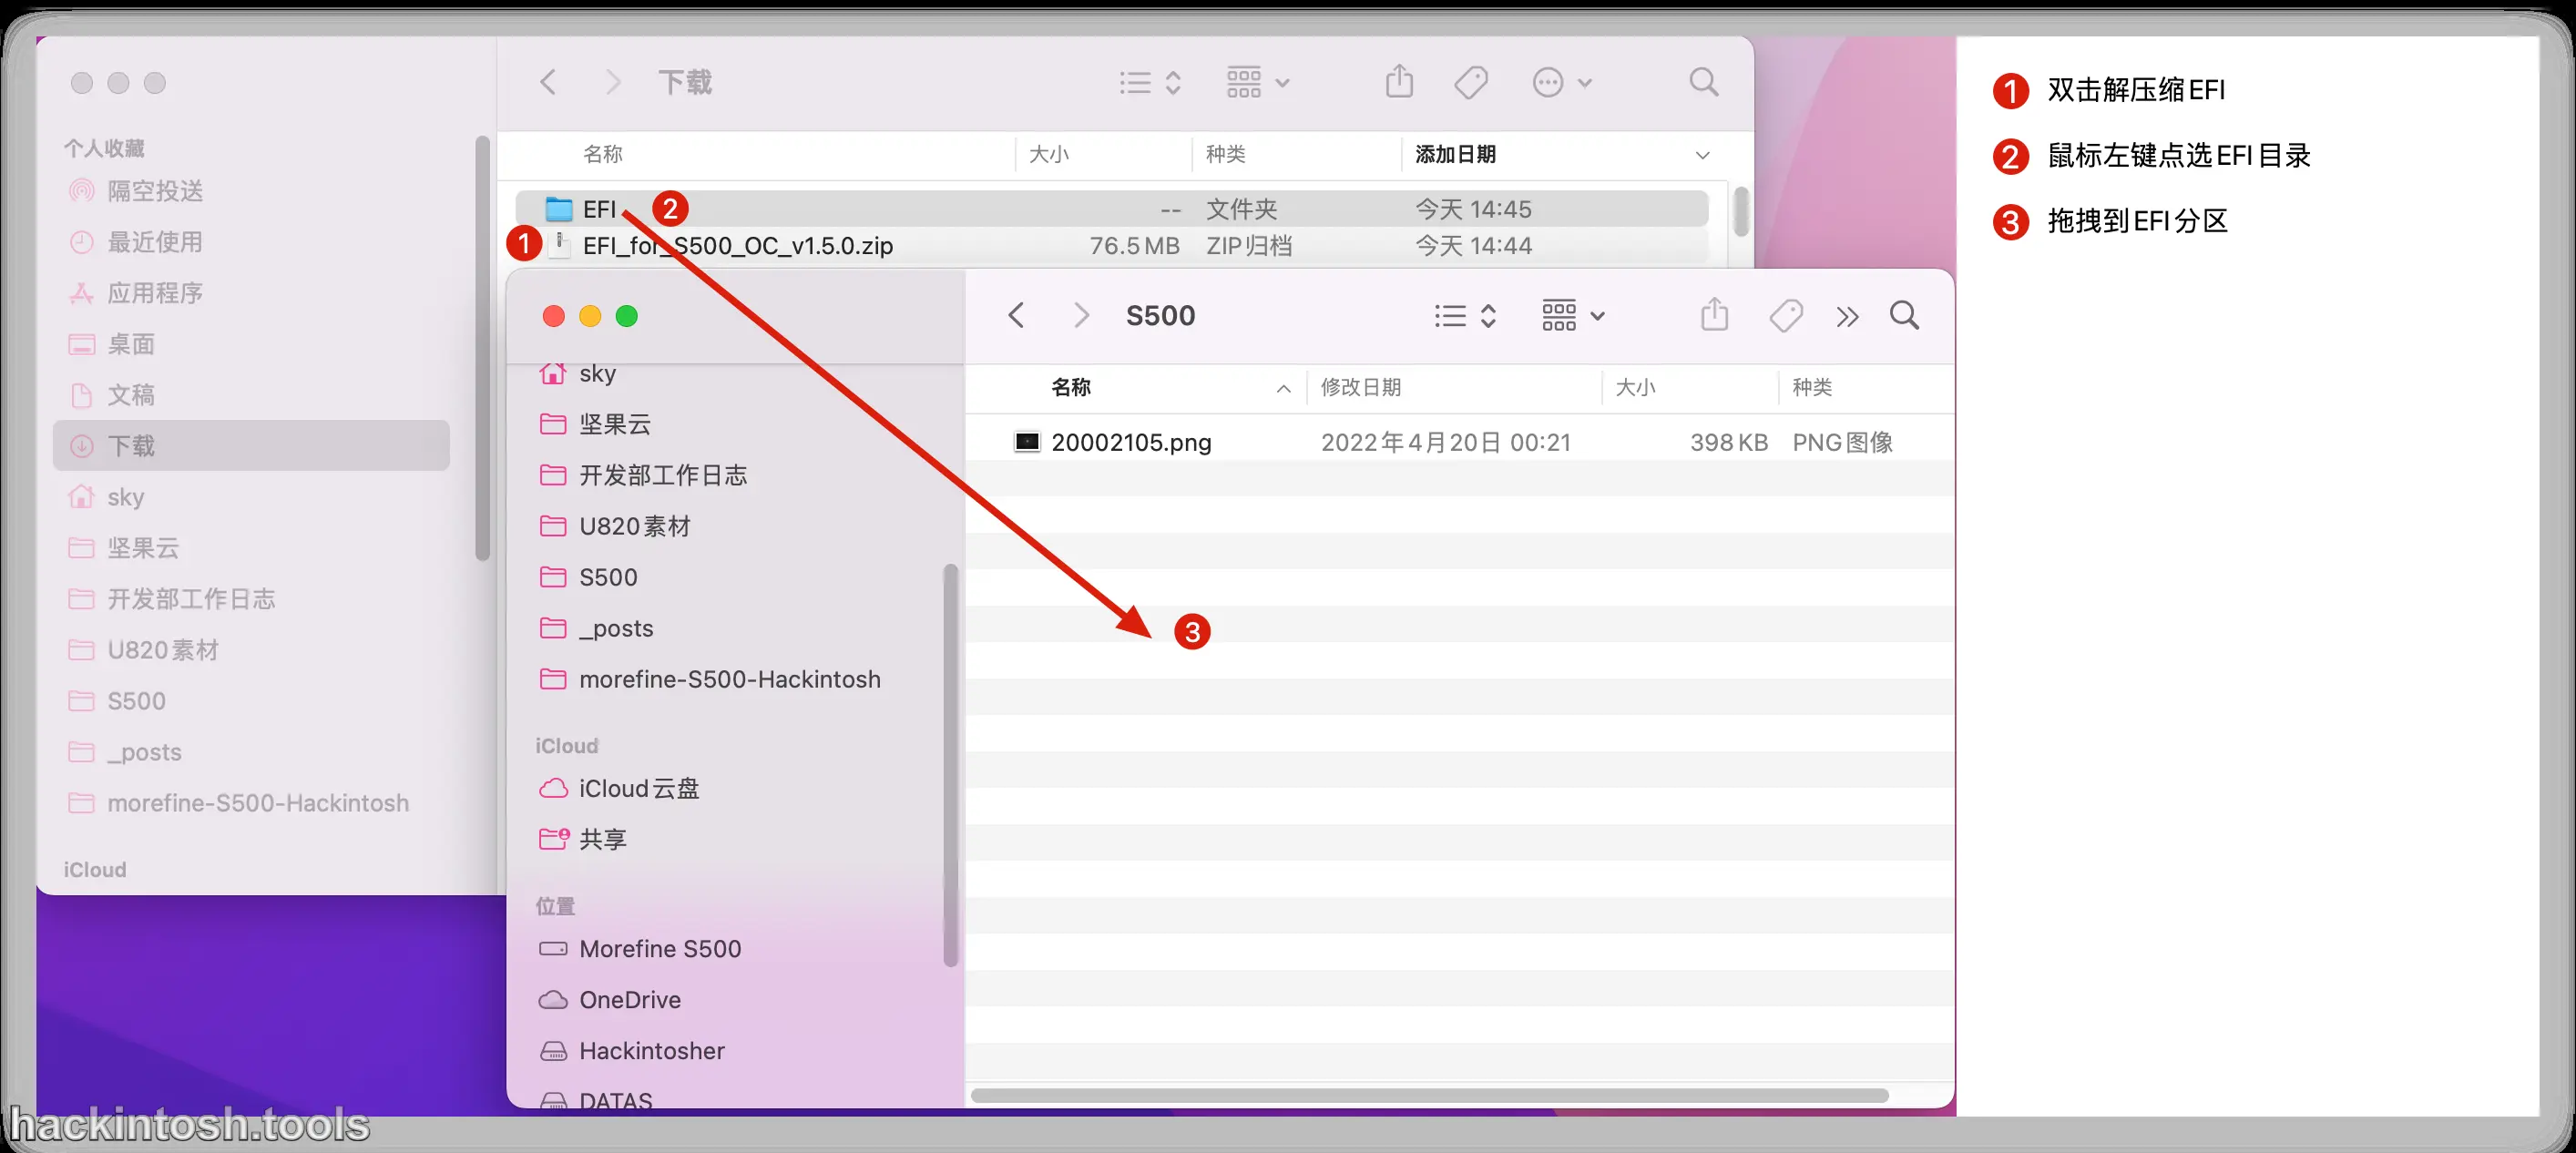 下载
个人收藏
隔空投送
最近使用
应用程序
桌面
文稿
下载
sky
坚果云
开发部工作日志
U820素材
S500
_posts
morefine-S500-Hackintosh
iCloud
名称 大小 种类 添加日期
EFI 2 -- 文件夹 今天 14:45
1 EFI_for_S500_OC_v1.5.0.zip 76.5 MB ZIP归档 今天 14:44
S500
sky
坚果云
开发部工作日志
U820素材
S500
_posts
morefine-S500-Hackintosh
iCloud
iCloud云盘
共享
位置
Morefine S500
OneDrive
Hackintosher
DATAS
名称 修改日期 大小 种类
20002105.png 2022年4月20日 00:21 398 KB PNG图像
3
1 双击解压缩EFI
2 鼠标左键点选EFI目录
3 拖拽到EFI分区
hackintosh.tools